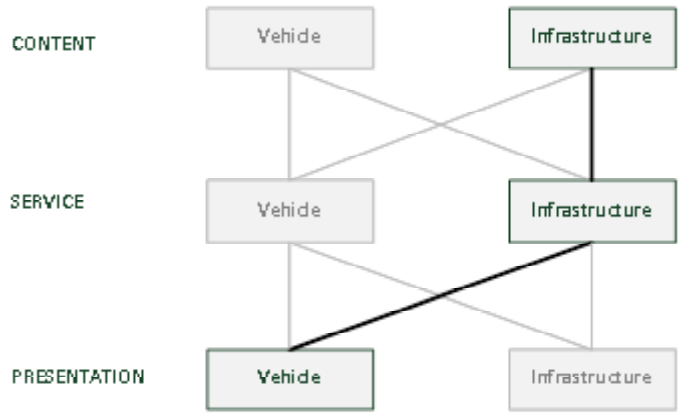 CONTENT Vehicle Infrastructure
SERVICE Vehicle Infrastructure
PRESENTATION Vehicle Infrastructure